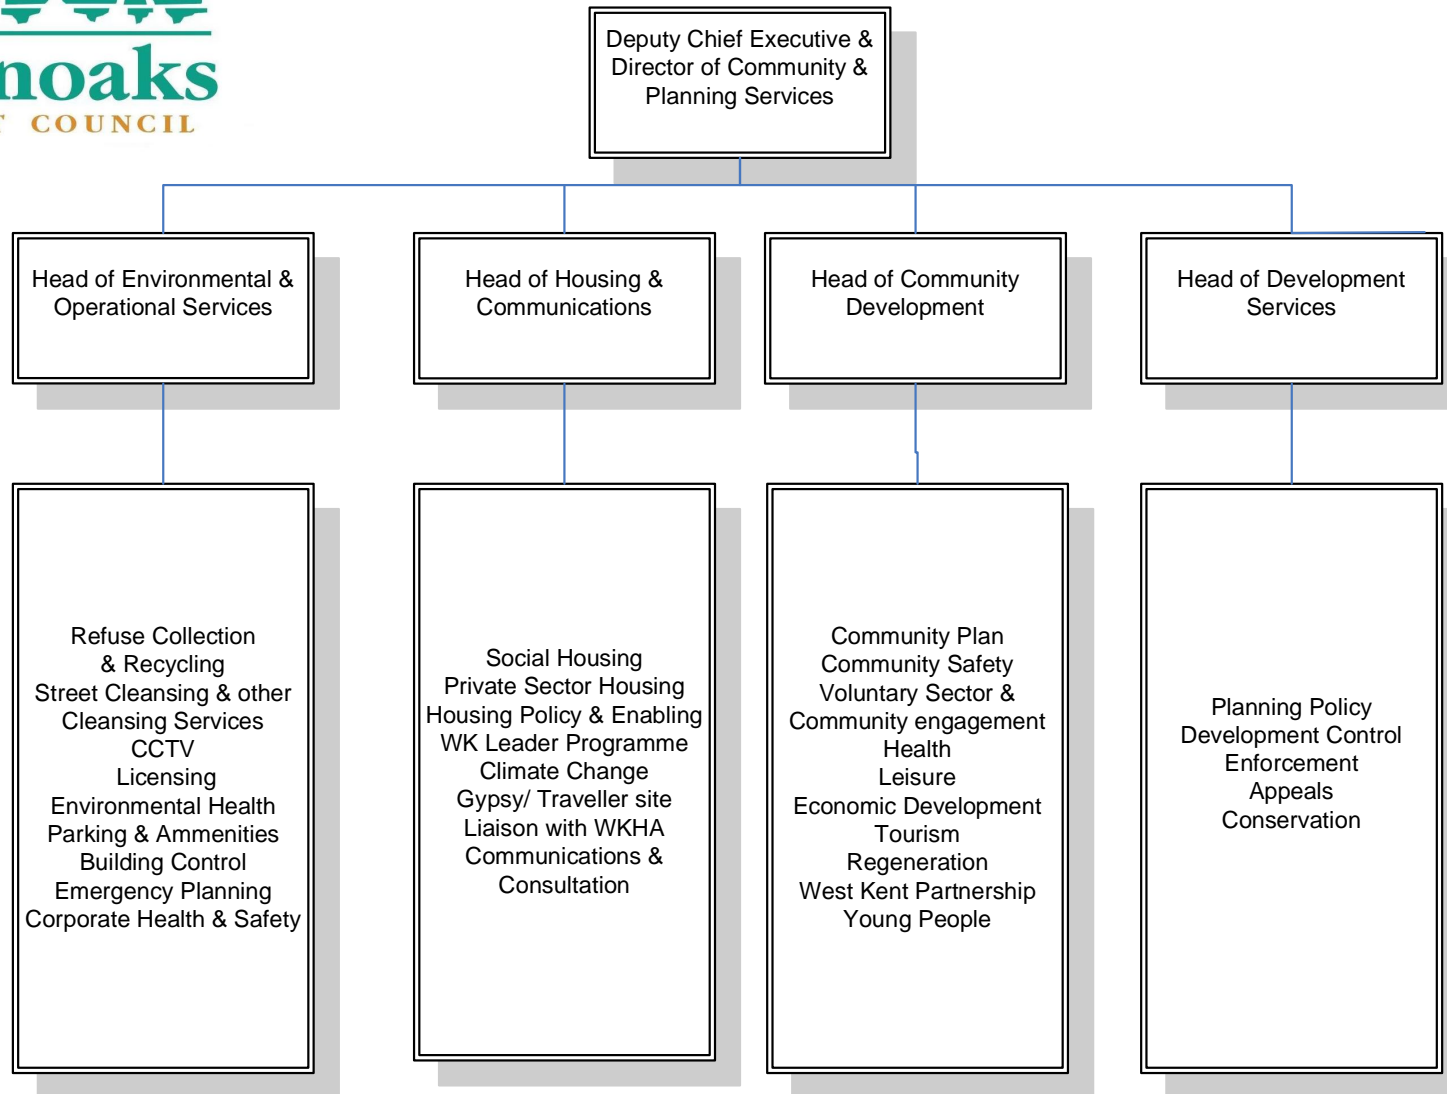 noaks
COUNCIL
Deputy Chief Executive &
Director of Community &
Planning Services
Head of Environmental &
Operational Services
Head of Housing &
Communications
Head of Community
Development
Head of Development
Services
Refuse Collection
& Recycling
Street Cleansing & other
Cleansing Services
CCTV
Licensing
Environmental Health
Parking & Ammenities
Building Control
Emergency Planning
Corporate Health & Safety
Social Housing
Private Sector Housing
Housing Policy & Enabling
WK Leader Programme
Climate Change
Gypsy/ Traveller site
Liaison with WKHA
Communications &
Consultation
Community Plan
Community Safety
Voluntary Sector &
Community engagement
Health
Leisure
Economic Development
Tourism
Regeneration
West Kent Partnership
Young People
Planning Policy
Development Control
Enforcement
Appeals
Conservation